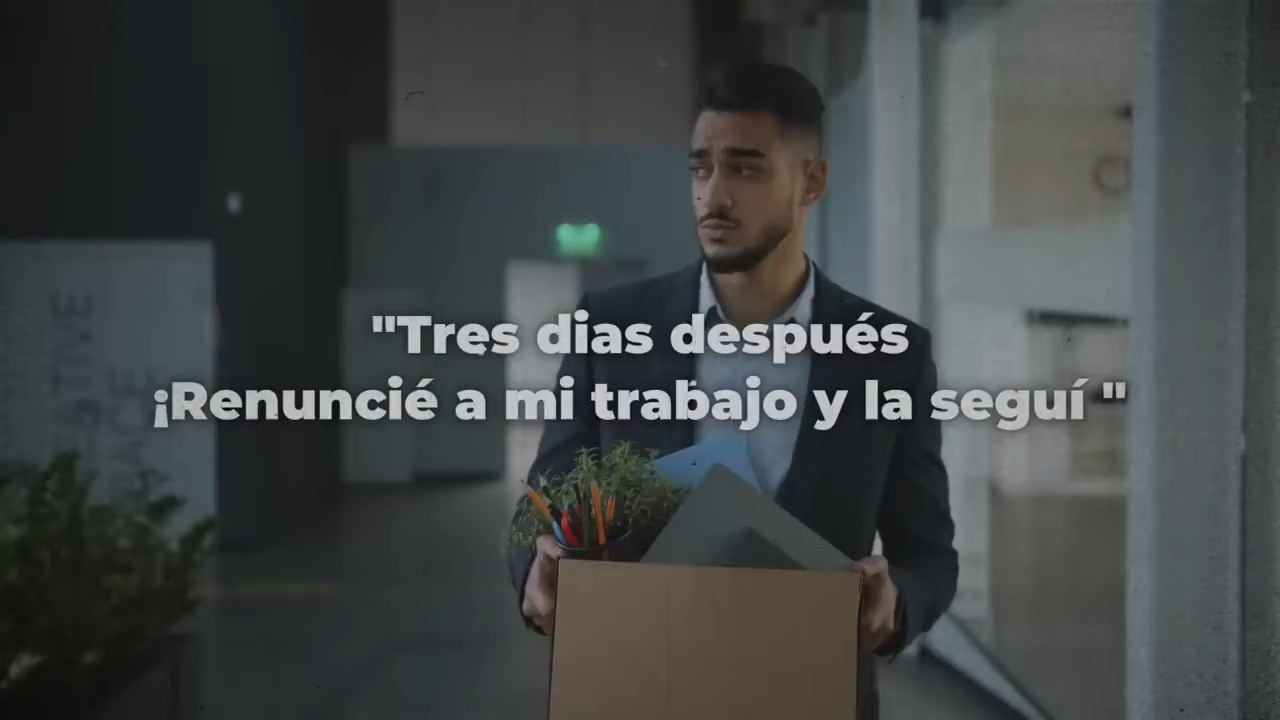 "Tres dias después
¡Renuncié a mi trabajo y la seguí "